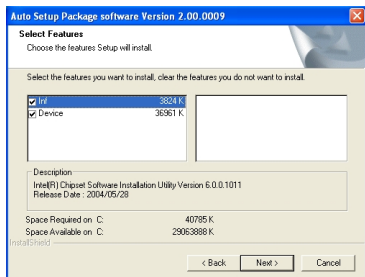 Auto Setup Package software Version 2.00.0009
Select Features
Choose the features Setup will install.
Select the features you want to install, clear the features you do not want to install.
Inf 3824 K
Device 36961 K
Description
Intel(R) Chipset Software Installation Utility Version 6.0.0.1011
Release Date : 2004/05/28
Space Required on C: 40785 K
Space Available on C: 29063888 K
InstallShield
< Back Next > Cancel